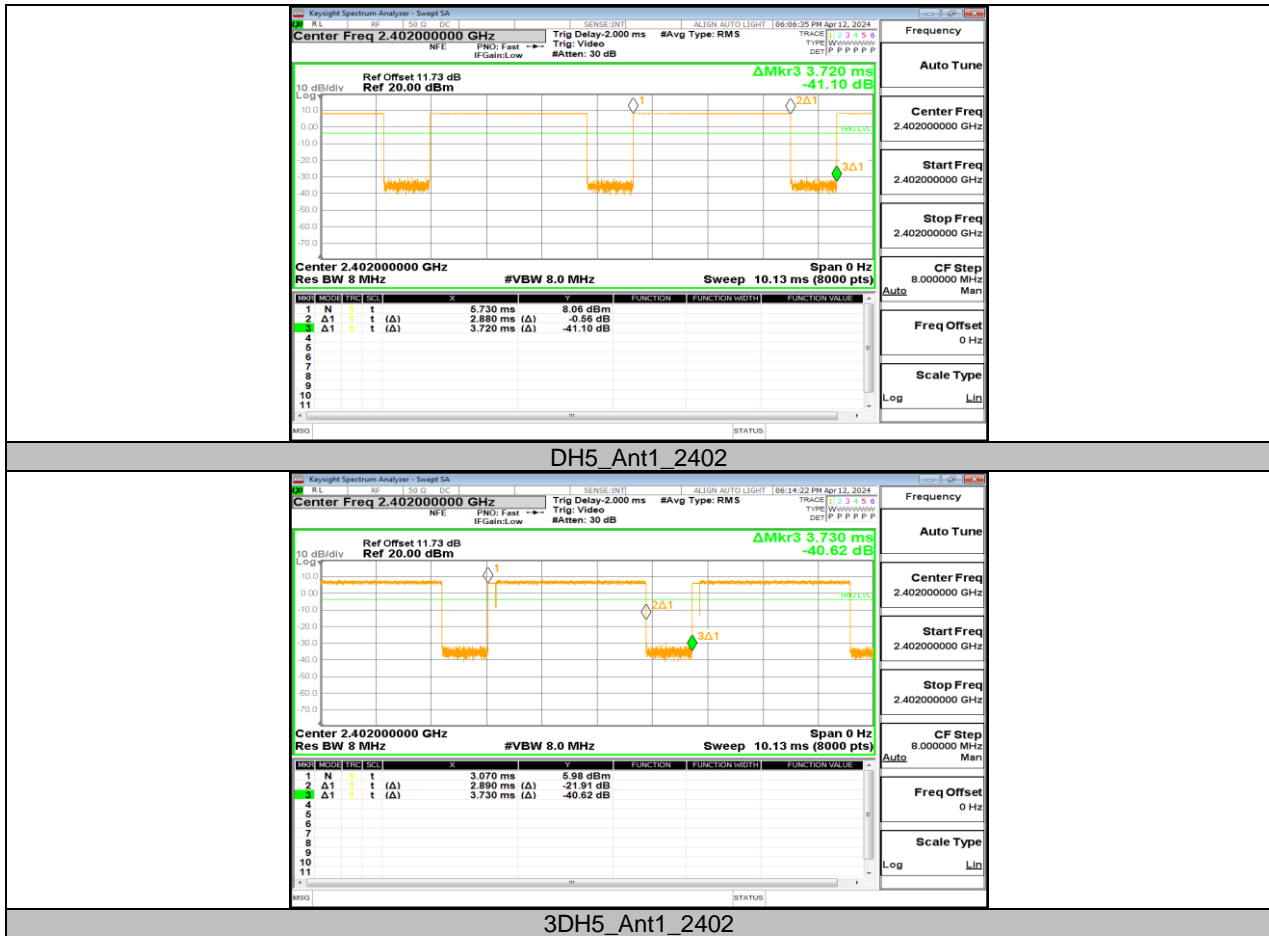 Keysight Spectrum Analyzer - Swept SA
RL RF 50 Ω DC SENSE:INT ALIGN AUTO LIGHT 06:06:35 PM Apr 12, 2024
Center Freq 2.402000000 GHz Trig Delay-2.000 ms #Avg Type: RMS TRACE 1 2 3 4 5 6
NFE PNO: Fast Trig: Video TYPE WWWWWWW
IFGain:Low #Atten: 30 dB DET P P P P P P
Ref Offset 11.73 dB ΔMkr3 3.720 ms
10 dB/div Ref 20.00 dBm -41.10 dB
Log
10.0
0.00
-10.0
-20.0
-30.0
-40.0
-50.0
-60.0
-70.0
1
2Δ1
3Δ1
Center 2.402000000 GHz Span 0 Hz
Res BW 8 MHz #VBW 8.0 MHz Sweep 10.13 ms (8000 pts)
MKR MODE TRC SCL X Y FUNCTION FUNCTION WIDTH FUNCTION VALUE
1 N 1 t 5.730 ms 8.06 dBm
2 Δ1 1 t (Δ) 2.880 ms (Δ) -0.56 dB
3 Δ1 1 t (Δ) 3.720 ms (Δ) -41.10 dB
4
5
6
7
8
9
10
11
MSG STATUS
Frequency
Auto Tune
Center Freq
2.402000000 GHz
Start Freq
2.402000000 GHz
Stop Freq
2.402000000 GHz
CF Step
8.000000 MHz
Auto Man
Freq Offset
0 Hz
Scale Type
Log Lin
DH5_Ant1_2402
Keysight Spectrum Analyzer - Swept SA
RL RF 50 Ω DC SENSE:INT ALIGN AUTO LIGHT 06:14:22 PM Apr 12, 2024
Center Freq 2.402000000 GHz Trig Delay-2.000 ms #Avg Type: RMS TRACE 1 2 3 4 5 6
NFE PNO: Fast Trig: Video TYPE WWWWWWW
IFGain:Low #Atten: 30 dB DET P P P P P P
Ref Offset 11.73 dB ΔMkr3 3.730 ms
10 dB/div Ref 20.00 dBm -40.62 dB
Log
10.0
0.00
-10.0
-20.0
-30.0
-40.0
-50.0
-60.0
-70.0
1
2Δ1
3Δ1
Center 2.402000000 GHz Span 0 Hz
Res BW 8 MHz #VBW 8.0 MHz Sweep 10.13 ms (8000 pts)
MKR MODE TRC SCL X Y FUNCTION FUNCTION WIDTH FUNCTION VALUE
1 N 1 t 3.070 ms 5.98 dBm
2 Δ1 1 t (Δ) 2.890 ms (Δ) -21.91 dB
3 Δ1 1 t (Δ) 3.730 ms (Δ) -40.62 dB
4
5
6
7
8
9
10
11
MSG STATUS
Frequency
Auto Tune
Center Freq
2.402000000 GHz
Start Freq
2.402000000 GHz
Stop Freq
2.402000000 GHz
CF Step
8.000000 MHz
Auto Man
Freq Offset
0 Hz
Scale Type
Log Lin
3DH5_Ant1_2402